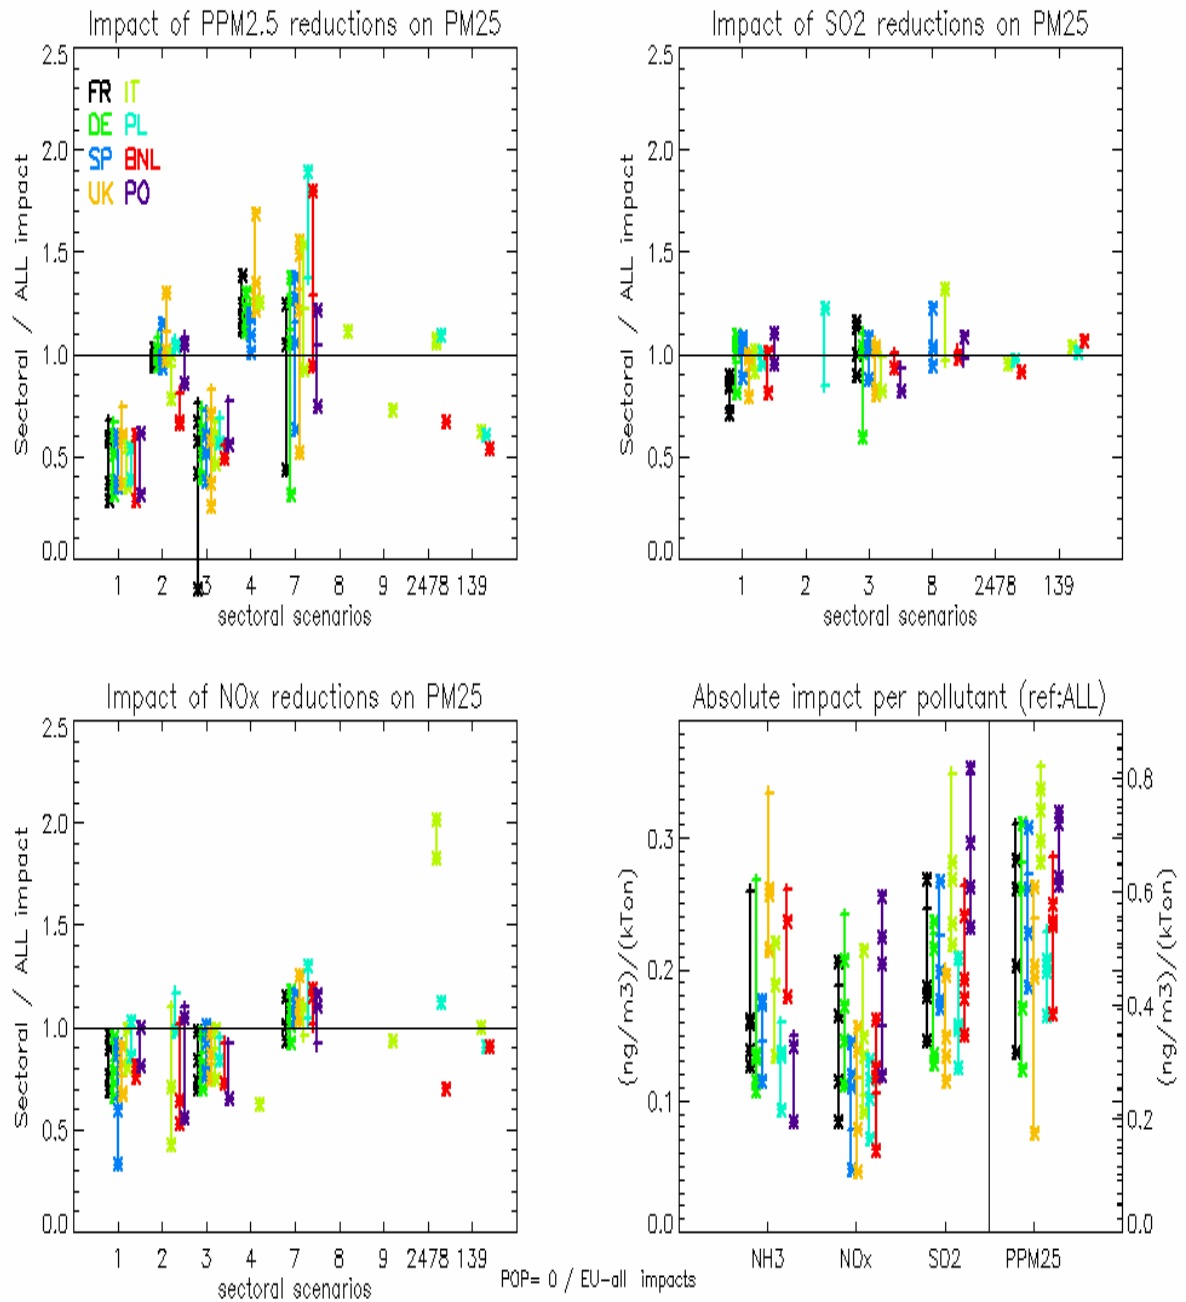 Impact of PPM2.5 reductions on PM25
2.5
2.0
1.5
1.0
0.5
0.0
Sectoral / ALL impact
FR IT
DE PL
SP BNL
UK PO
1 2 3 4 7 8 9 2478 139
sectoral scenarios
Impact of SO2 reductions on PM25
2.5
2.0
1.5
1.0
0.5
0.0
Sectoral / ALL impact
1 2 3 8 2478 139
sectoral scenarios
Impact of NOx reductions on PM25
2.5
2.0
1.5
1.0
0.5
0.0
Sectoral / ALL impact
1 2 3 4 7 8 9 2478 139
sectoral scenarios
Absolute impact per pollutant (ref:ALL)
0.3
0.2
0.1
0.0
(ng/m3)/(kTon)
0.8
0.6
0.4
0.2
0.0
(ng/m3)/(kTon)
NH3 NOx SO2 PPM25
POP= 0 / EU-all impacts